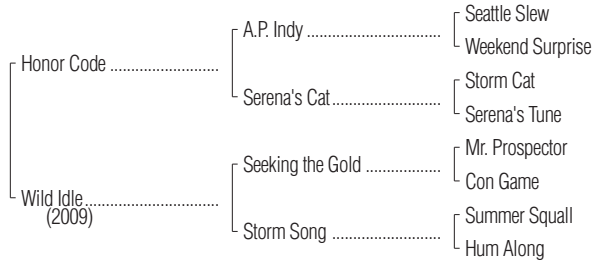 Seattle Slew
A.P. Indy ............................
Weekend Surprise
Honor Code .......................
Storm Cat
Serena's Cat............................
Serena's Tune
Mr. Prospector
Seeking the Gold ...................
Con Game
Wild Idle.................................
(2009)
Summer Squall
Storm Song ............................
Hum Along